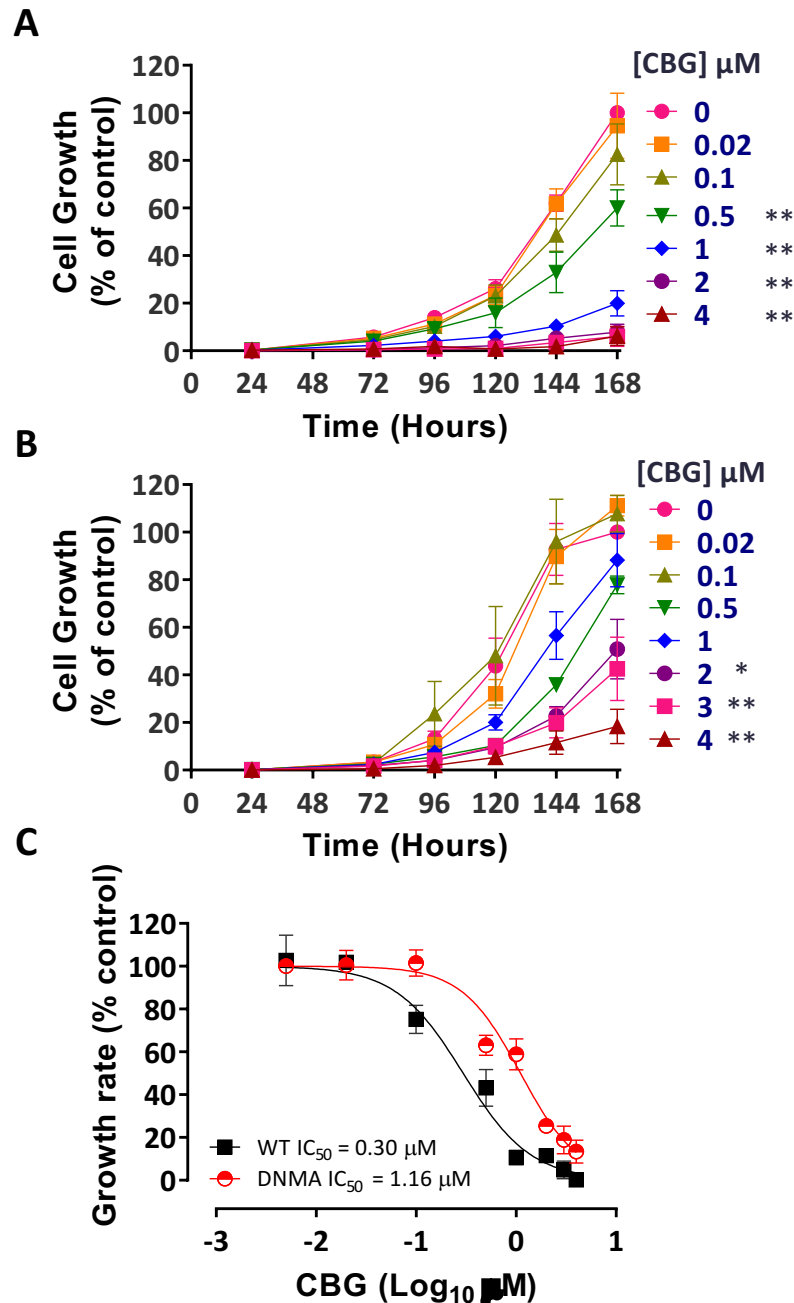 A
120
100
80
60
40
20
0
Cell Growth
(% of control)
0 24 48 72 96 120 144 168
Time (Hours)
[CBG] μM
0
0.02
0.1
0.5 **
1 **
2 **
4 **
B
120
100
80
60
40
20
0
Cell Growth
(% of control)
0 24 48 72 96 120 144 168
Time (Hours)
[CBG] μM
0
0.02
0.1
0.5
1
2 *
3 **
4 **
C
120
100
80
60
40
20
0
Growth rate (% control)
WT IC50 = 0.30 μM
DNMA IC50 = 1.16 μM
-3 -2 -1 0 1
CBG (Log10 M)